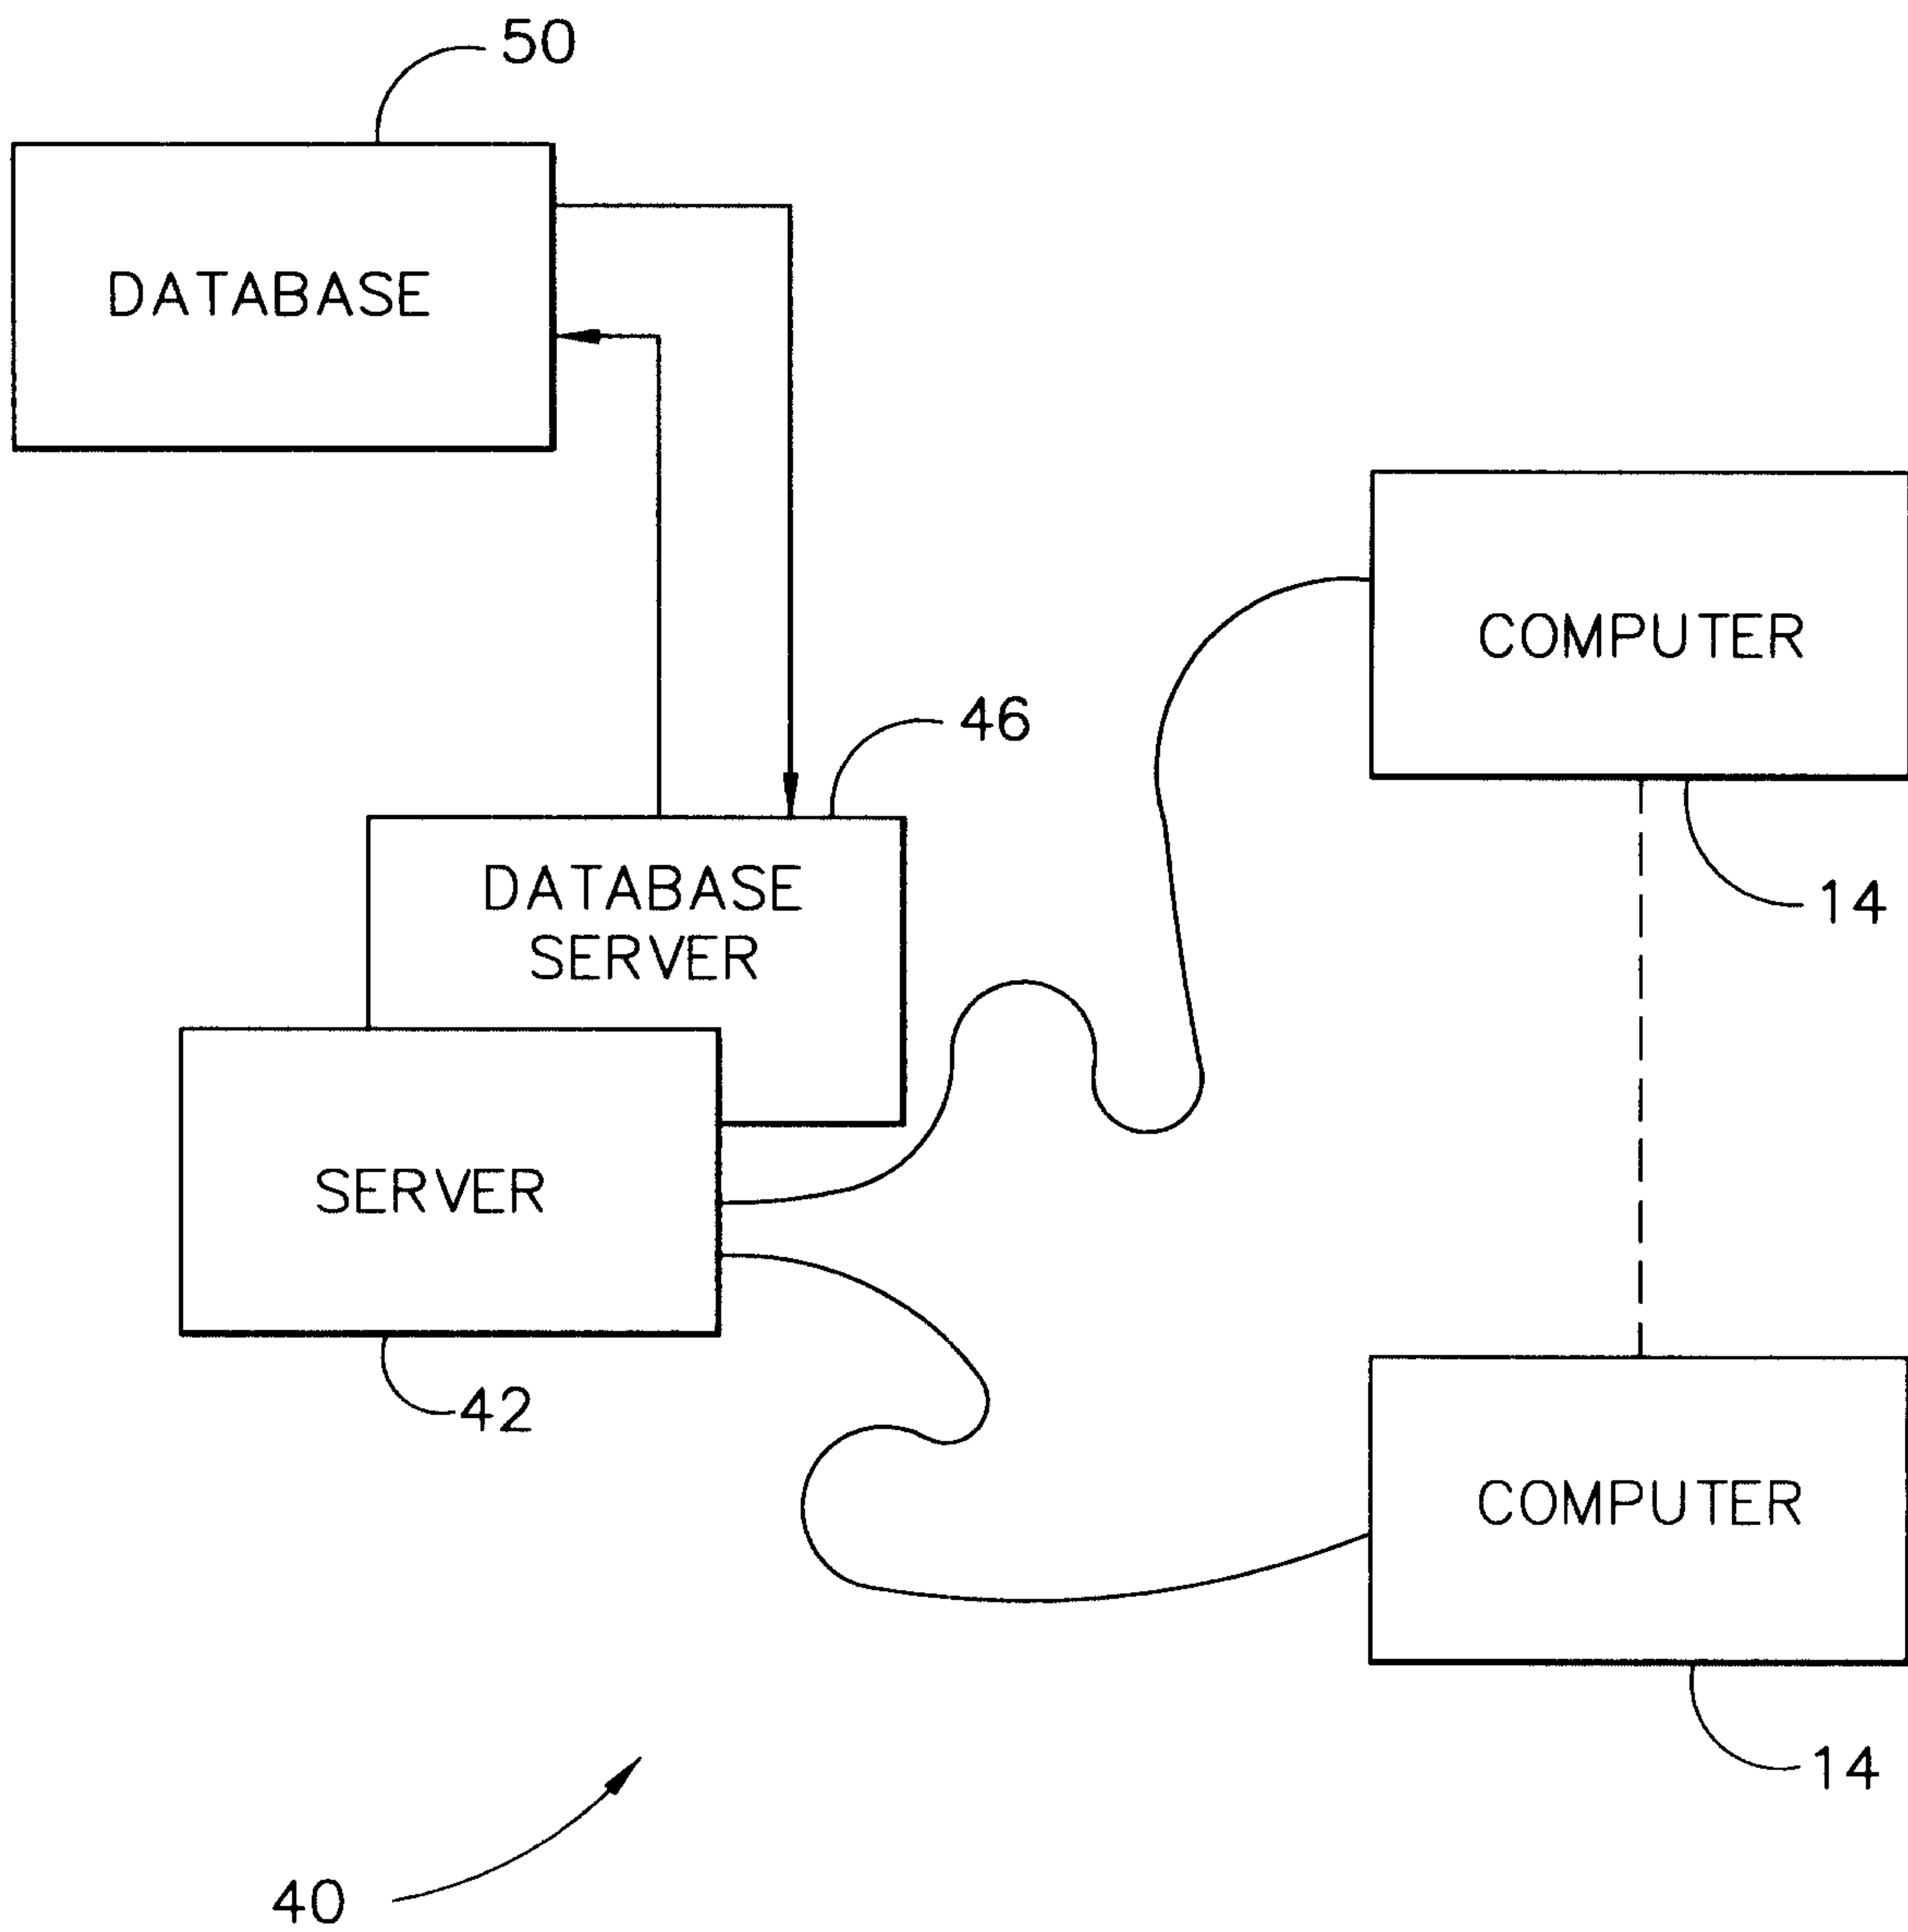 50
DATABASE
COMPUTER
46
DATABASE
SERVER
14
SERVER
42
COMPUTER
14
40